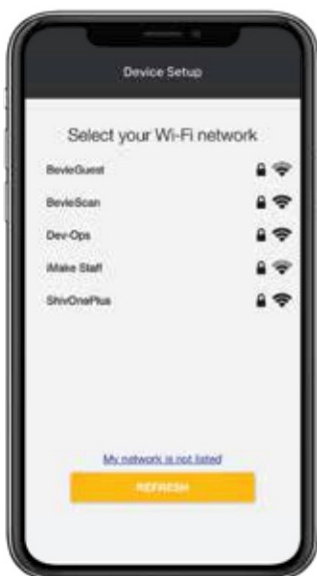 Device Setup
Select your Wi-Fi network
BevieGuest
BevieScan
Dev-Ops
iMake Staff
ShivOnePlus
My network is not listed
REFRESH